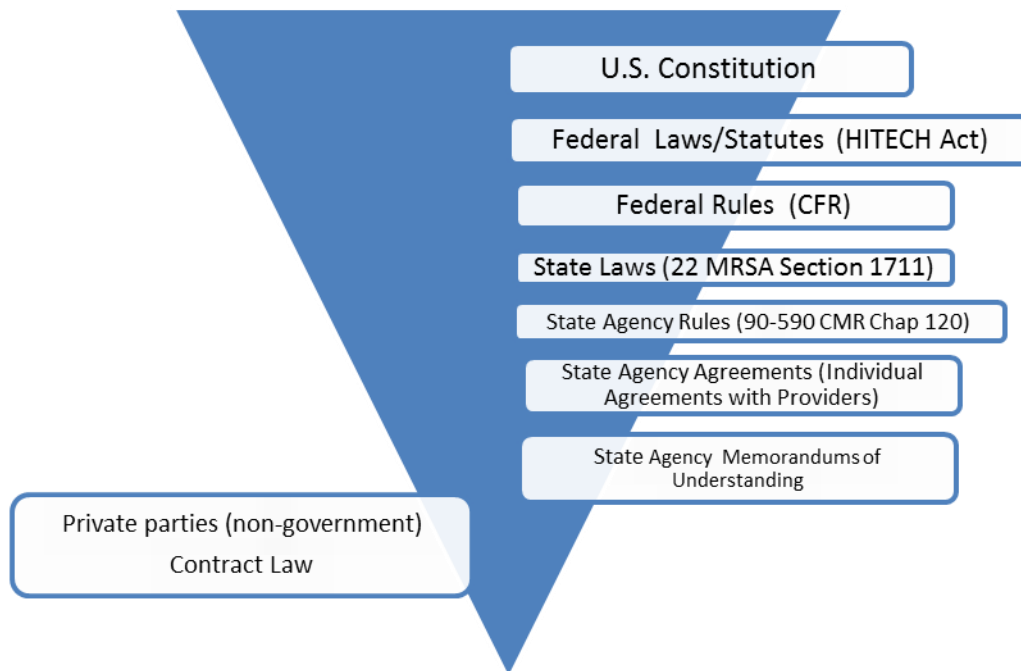 U.S. Constitution
Federal Laws/Statutes (HITECH Act)
Federal Rules (CFR)
State Laws (22 MRSA Section 1711)
State Agency Rules (90-590 CMR Chap 120)
State Agency Agreements (Individual
Agreements with Providers)
State Agency Memorandums of
Understanding
Private parties (non-government)
Contract Law